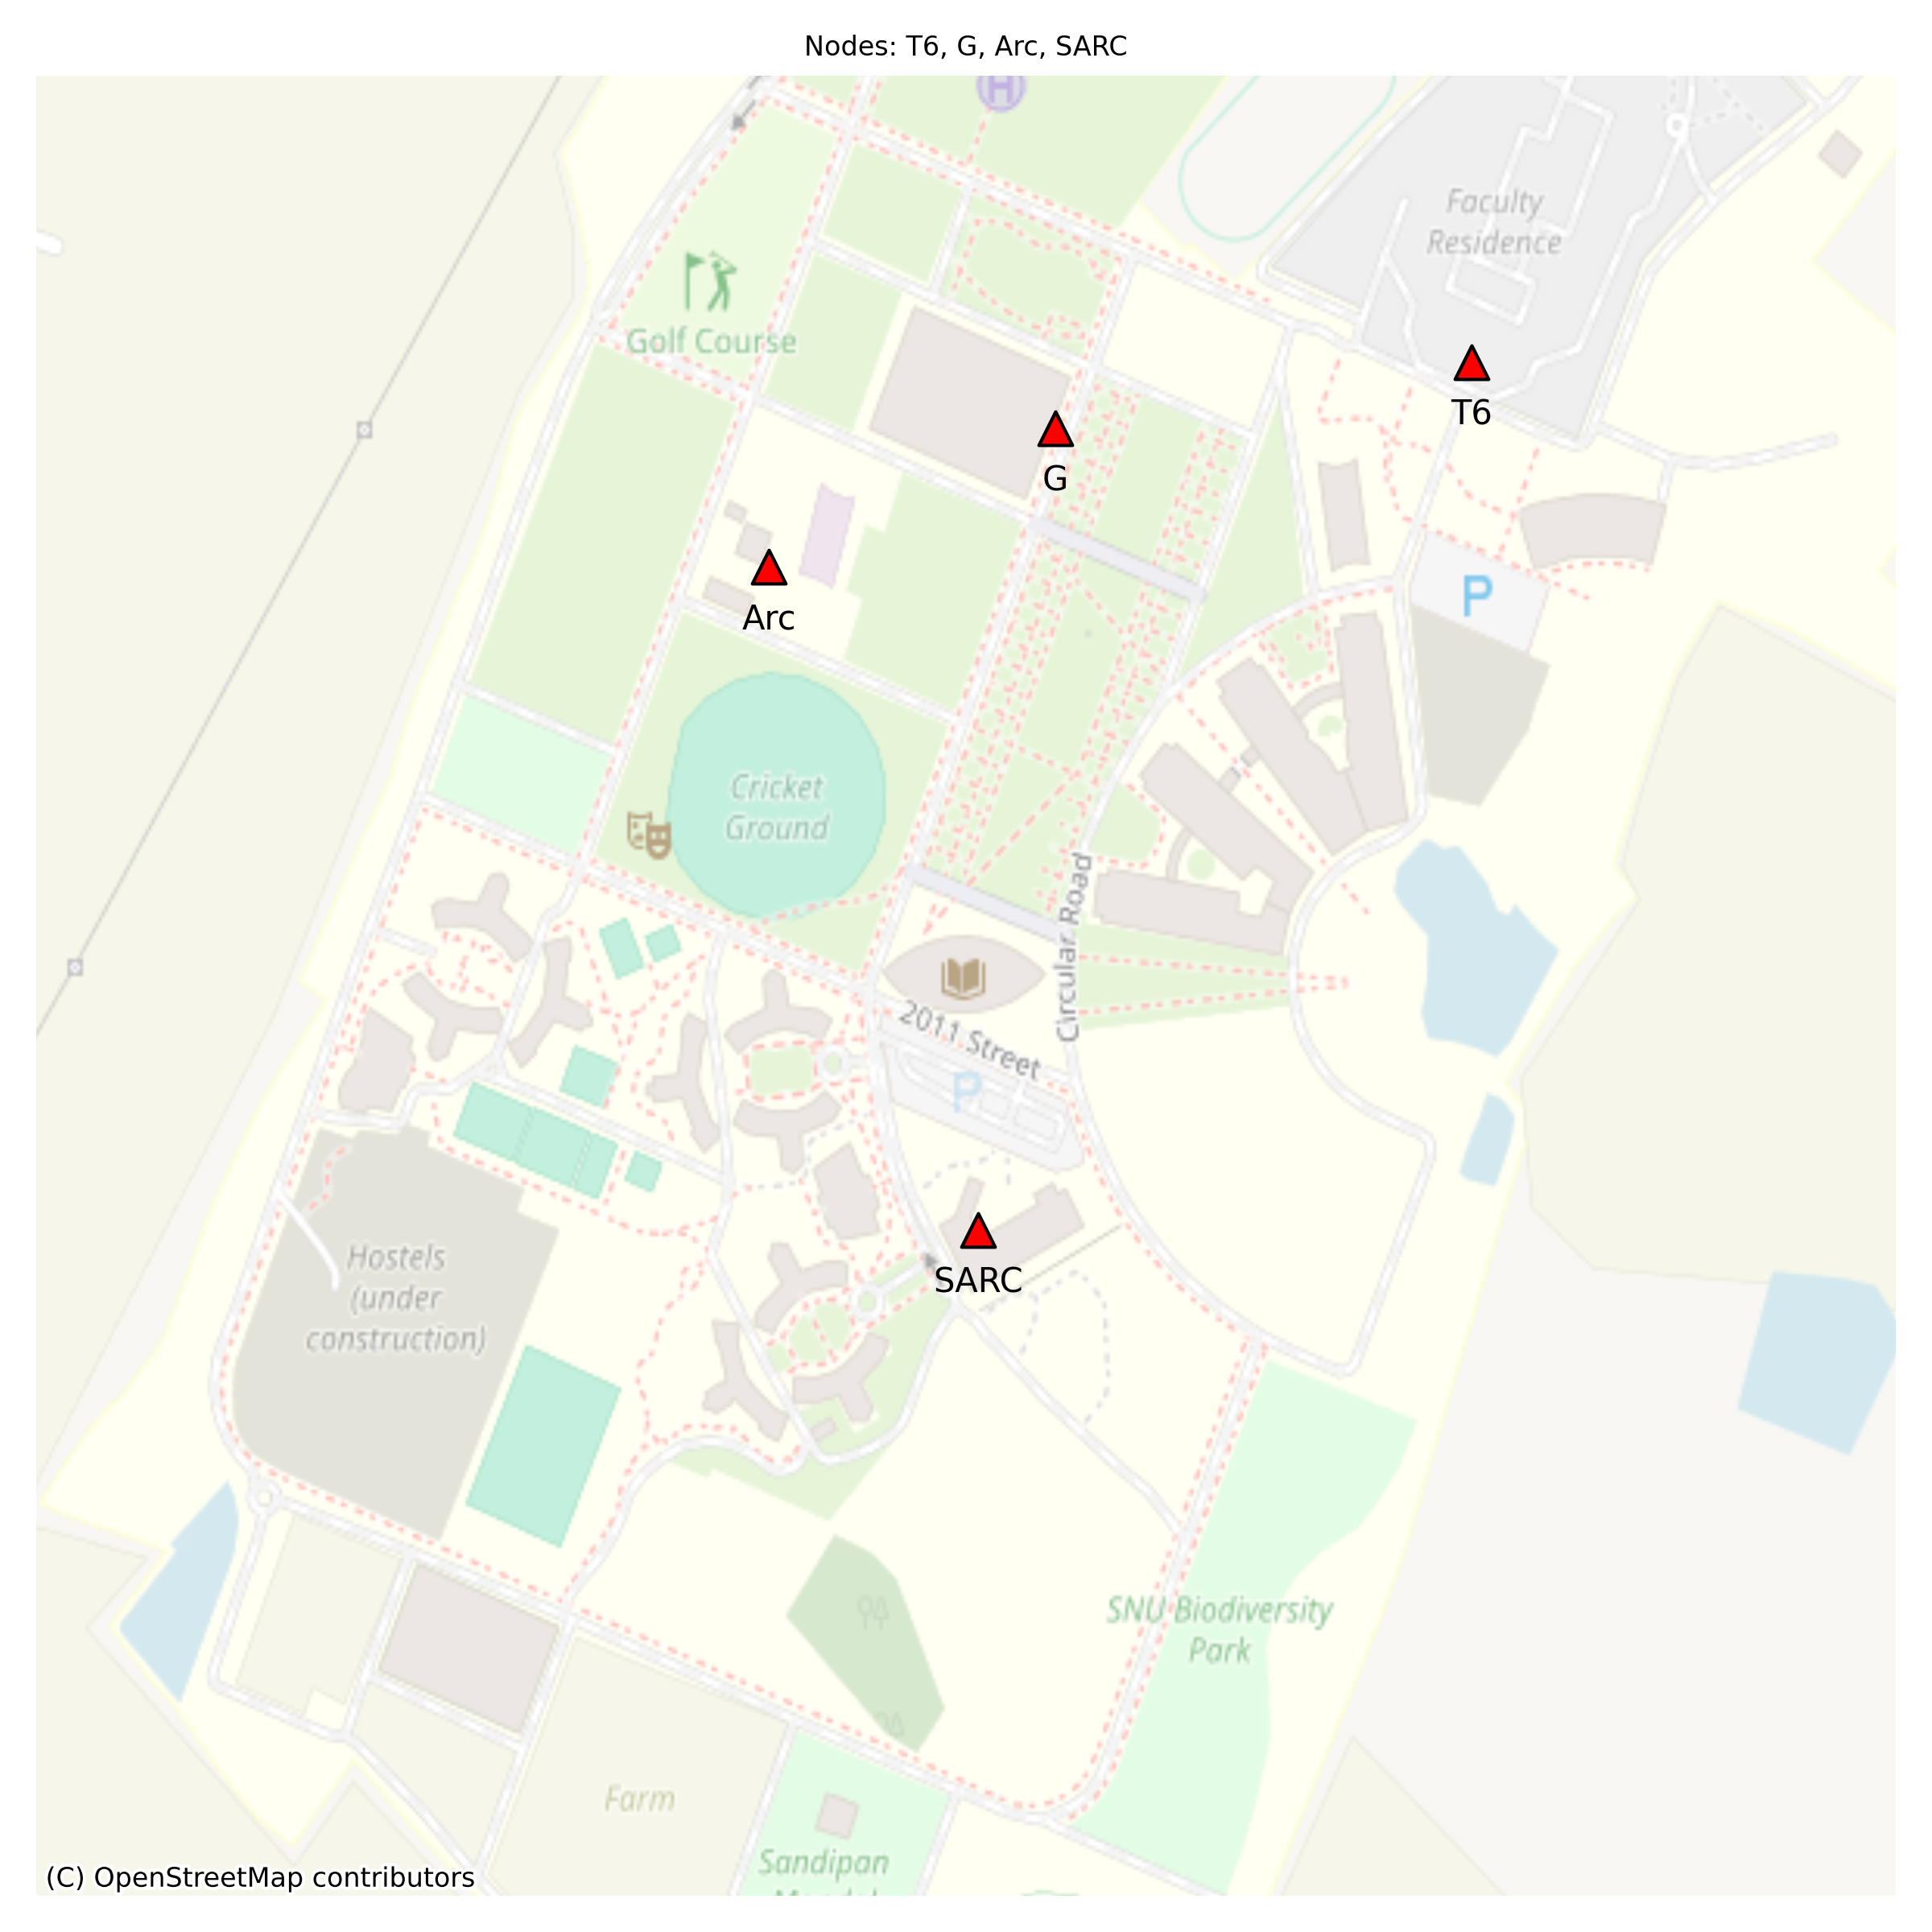 Nodes: T6, G, Arc, SARC
H
Faculty
Residence
Golf Course
T6
G
P
Arc
Cricket
Ground
Circular Road
2011 Street
P
SARC
Hostels
(under
construction)
SNU Biodiversity
Park
Farm
Sandipan
(C) OpenStreetMap contributors